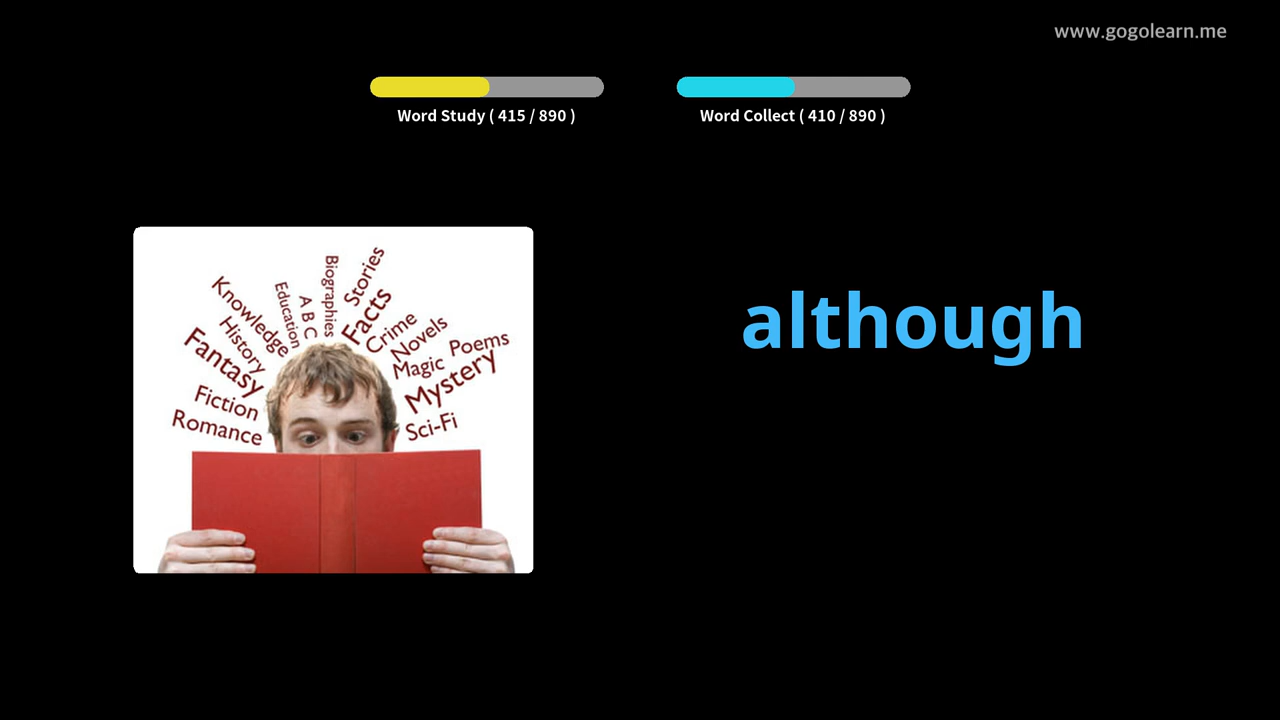 www.gogolearn.me
Word Study ( 415 / 890 )
Word Collect ( 410 / 890 )
although
Romance
Fiction
Fantasy
History
Knowledge
Education
A B C
Biographies
Stories
Facts
Crime
Novels
Magic
Poems
Mystery
Sci-Fi